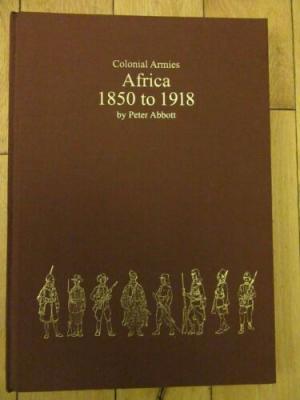 Colonial Armies
Africa
1850 to 1918
by Peter Abbott